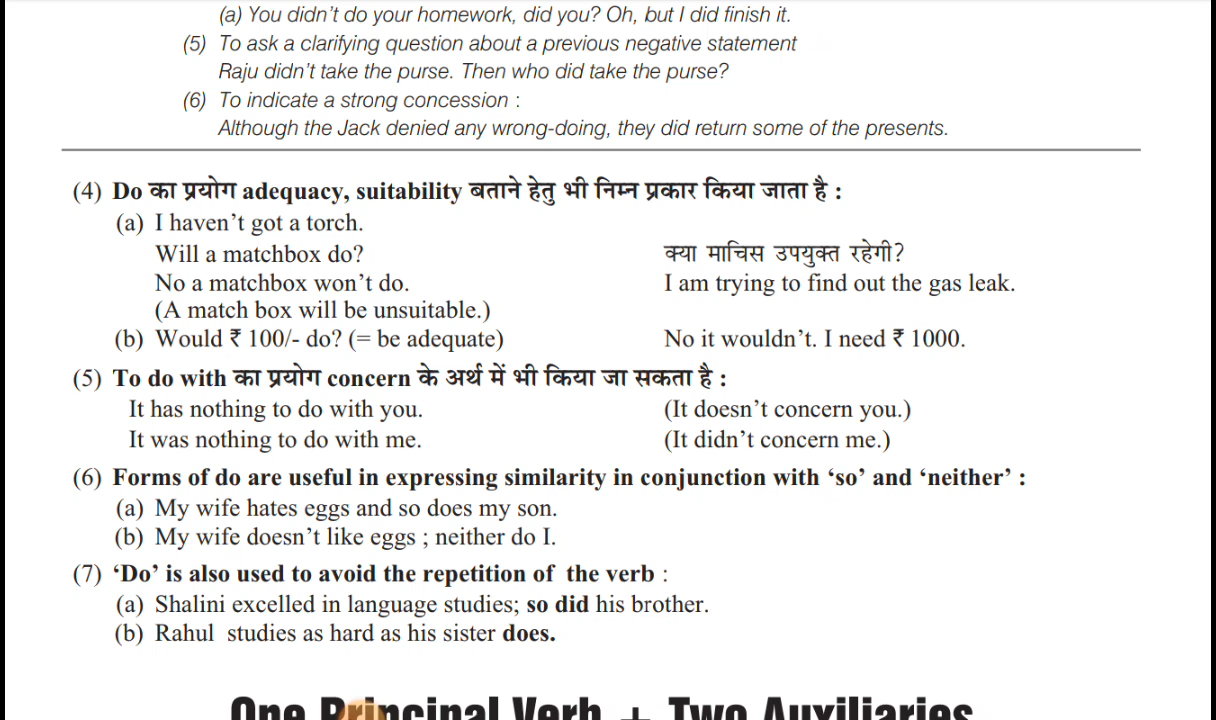 (a) You didn't do your homework, did you? Oh, but I did finish it.
(5) To ask a clarifying question about a previous negative statement
Raju didn't take the purse. Then who did take the purse?
(6) To indicate a strong concession :
Although the Jack denied any wrong-doing, they did return some of the presents.
(4) Do का प्रयोग adequacy, suitability बताने हेतु भी निम्न प्रकार किया जाता है :
(a) I haven't got a torch.
Will a matchbox do? क्या माचिस उपयुक्त रहेगी?
No a matchbox won't do. I am trying to find out the gas leak.
(A match box will be unsuitable.)
(b) Would ₹ 100/- do? (= be adequate) No it wouldn't. I need ₹ 1000.
(5) To do with का प्रयोग concern के अर्थ में भी किया जा सकता है :
It has nothing to do with you. (It doesn't concern you.)
It was nothing to do with me. (It didn't concern me.)
(6) Forms of do are useful in expressing similarity in conjunction with 'so' and 'neither' :
(a) My wife hates eggs and so does my son.
(b) My wife doesn't like eggs ; neither do I.
(7) 'Do' is also used to avoid the repetition of the verb :
(a) Shalini excelled in language studies; so did his brother.
(b) Rahul studies as hard as his sister does.
One Principal Verb + Two Auxiliaries